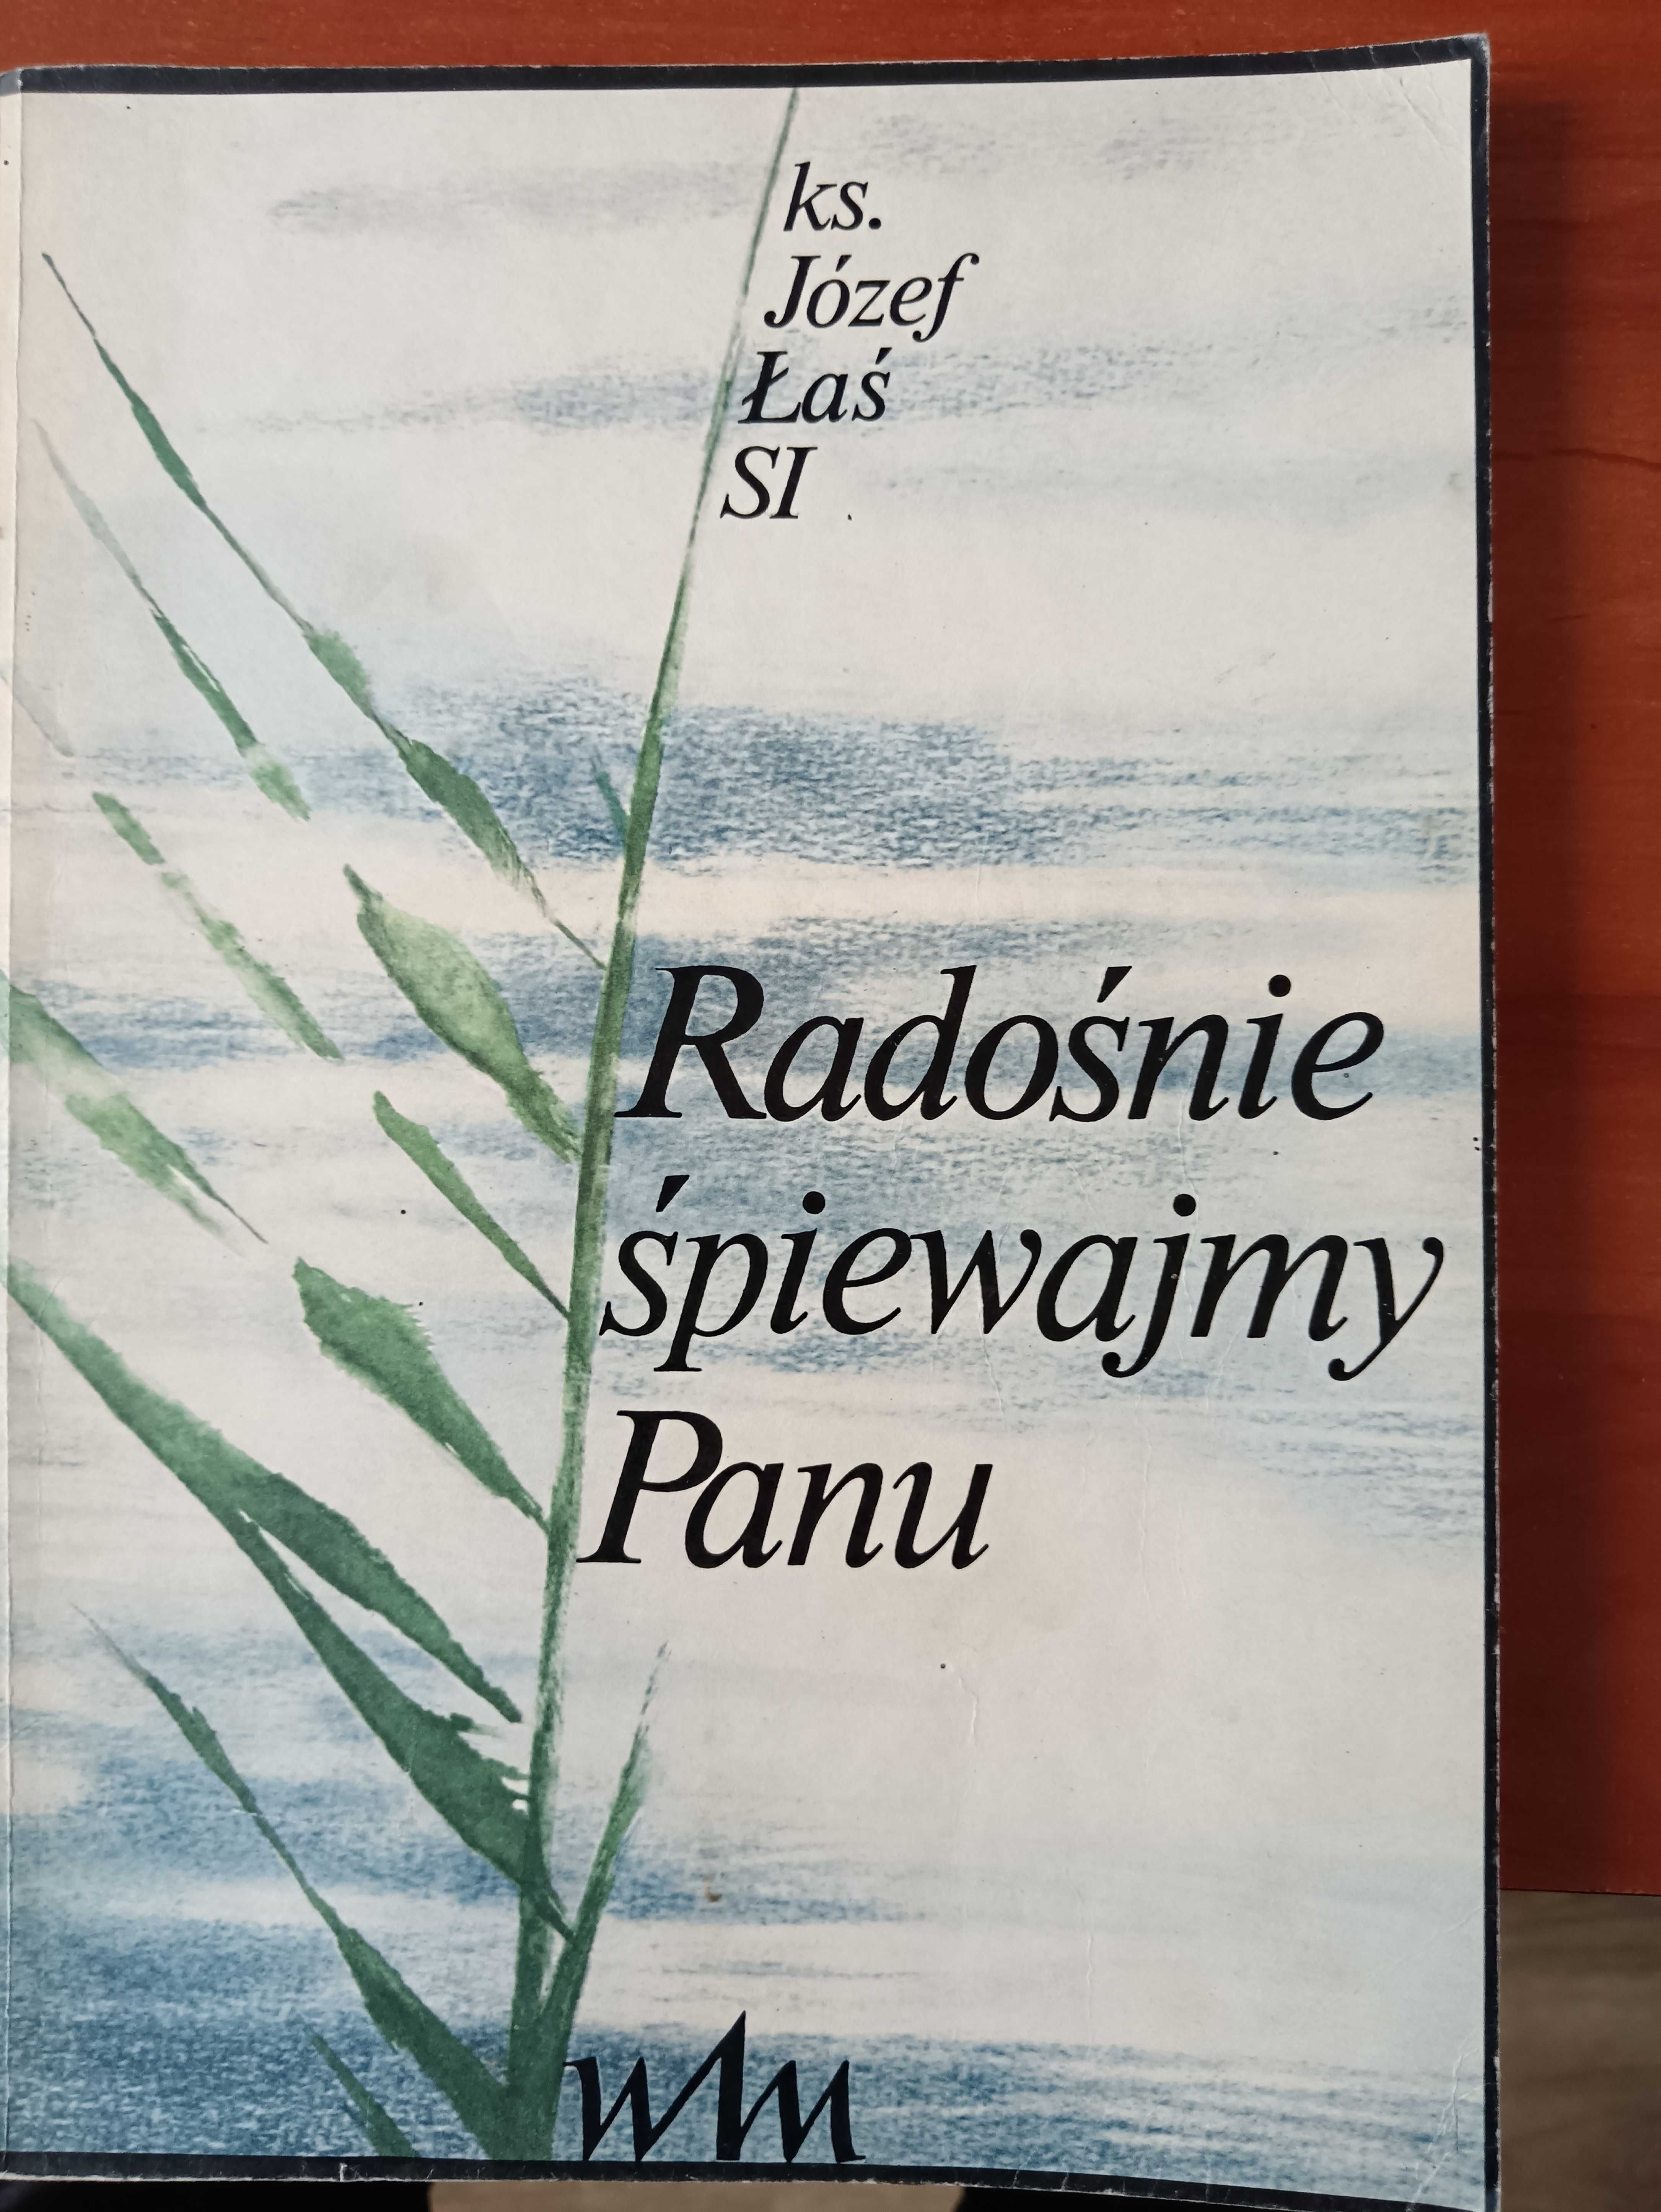 ks.
Józef
Łaś
SI
Radośnie
śpiewajmy
Panu
WAM